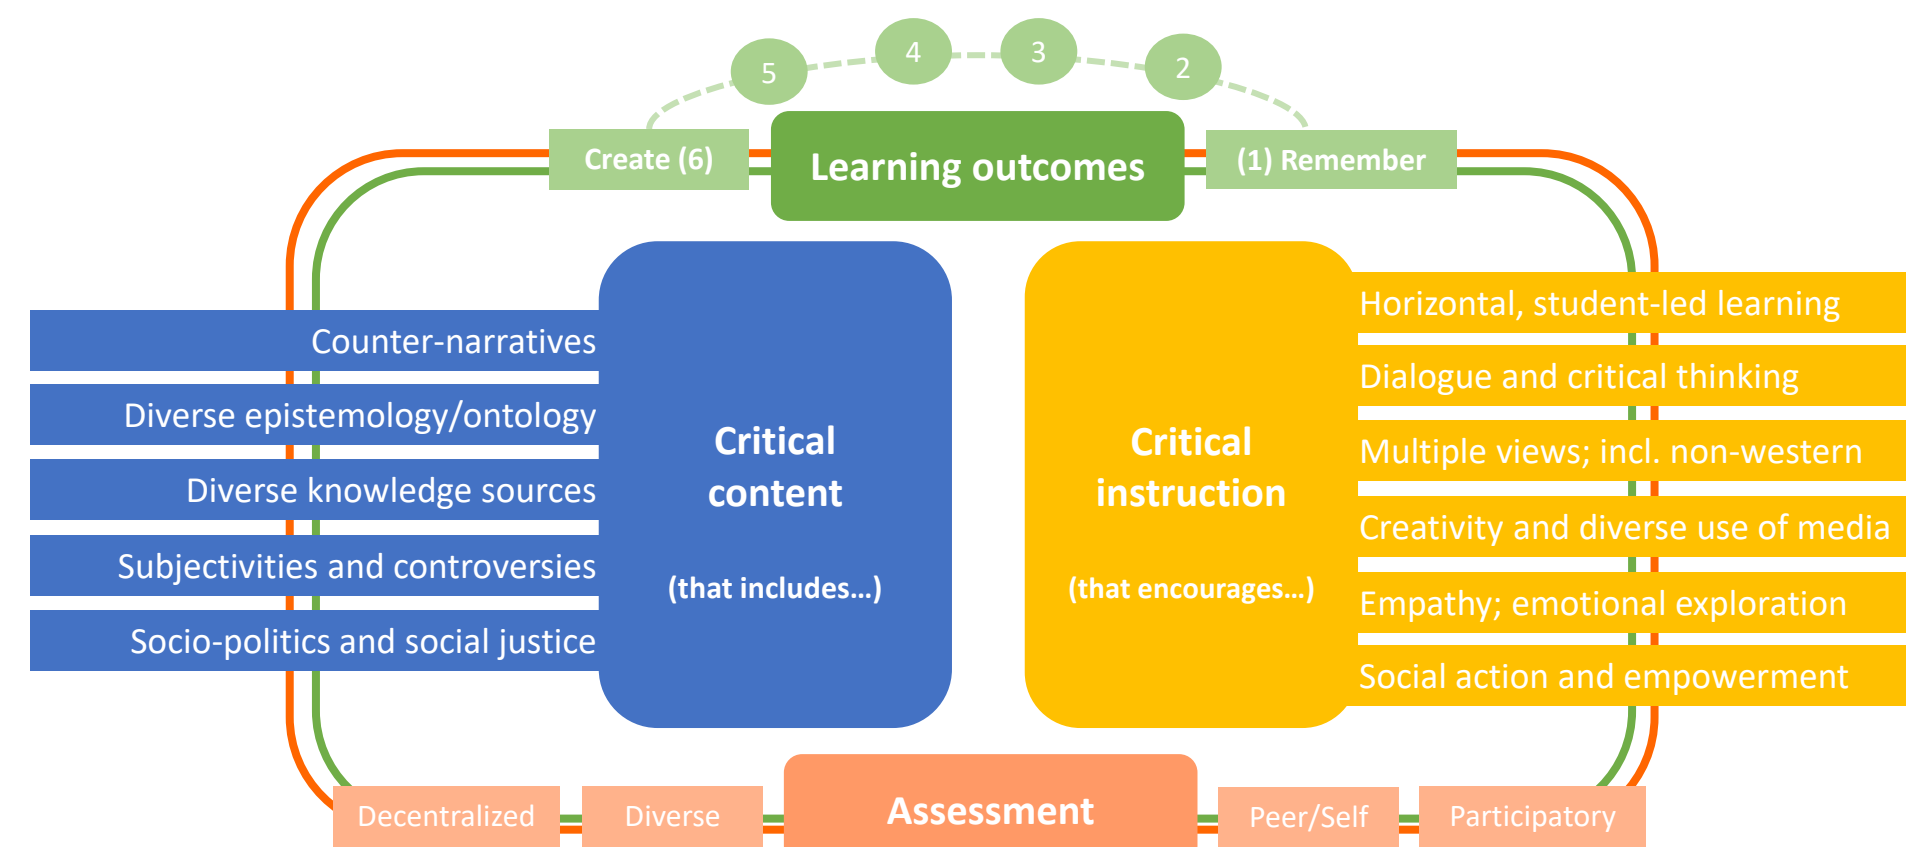 5
4
3
2
Create (6)
Learning outcomes
(1) Remember
Counter-narratives
Diverse epistemology/ontology
Diverse knowledge sources
Subjectivities and controversies
Socio-politics and social justice
Critical
content
(that includes…)
Critical
instruction
(that encourages…)
Horizontal, student-led learning
Dialogue and critical thinking
Multiple views; incl. non-western
Creativity and diverse use of media
Empathy; emotional exploration
Social action and empowerment
Decentralized
Diverse
Assessment
Peer/Self
Participatory